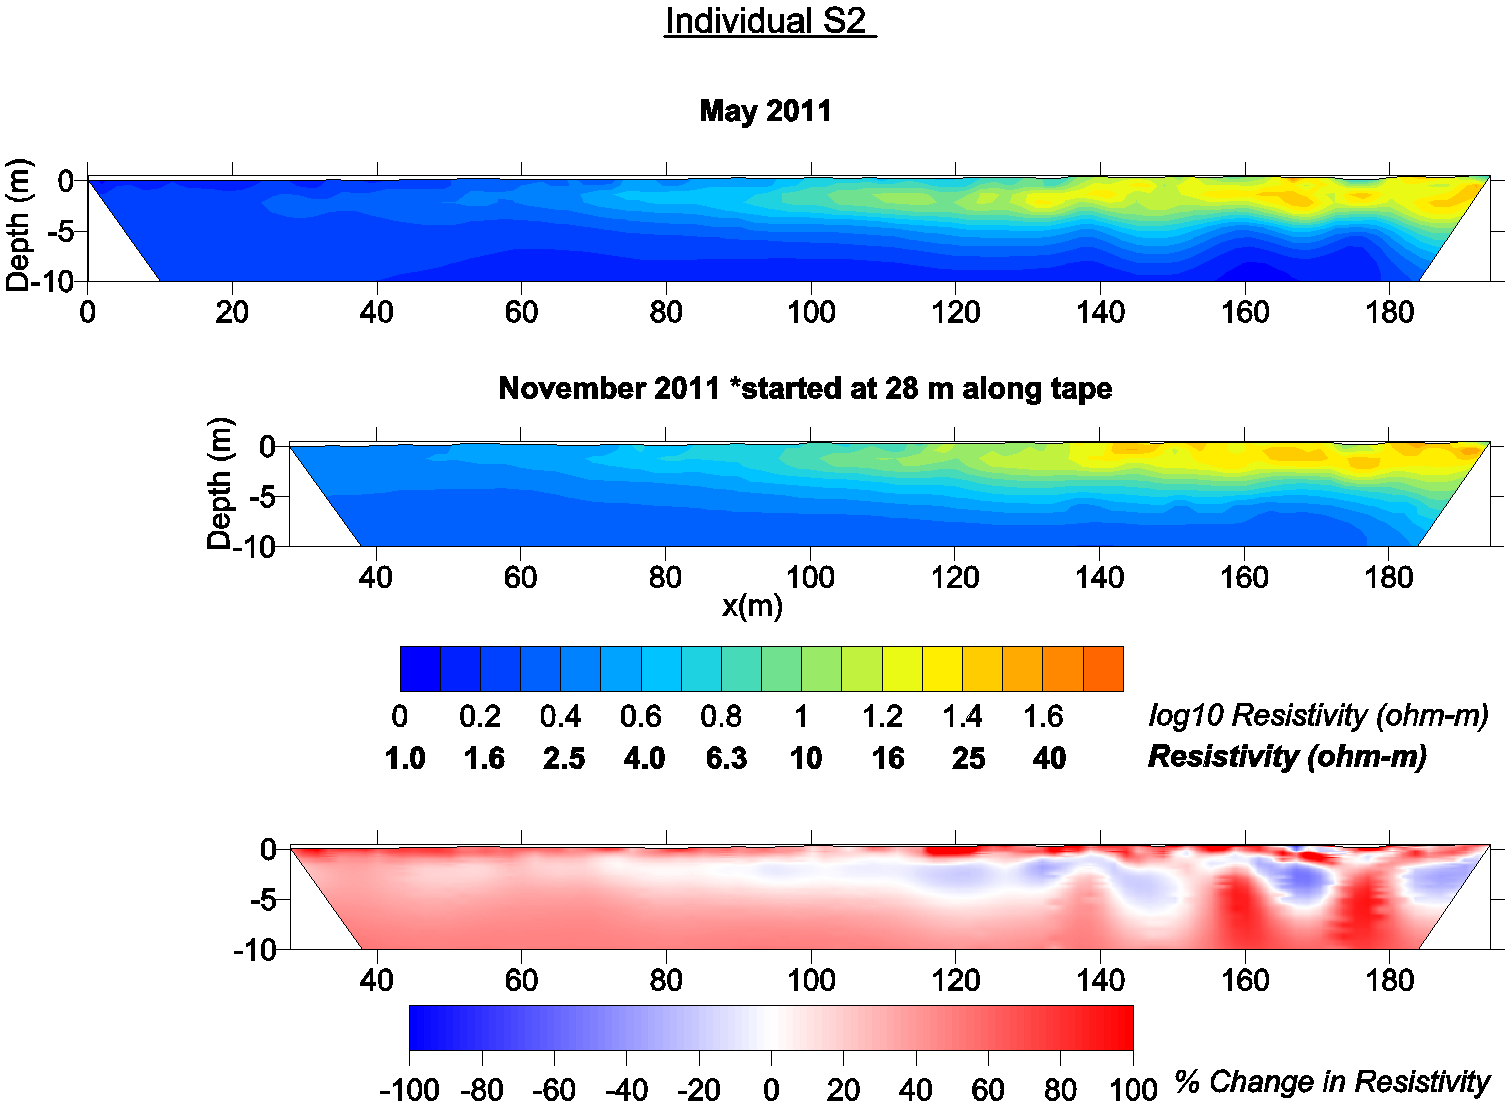 Individual S2
May 2011
Depth (m)
0
-5
-10
0 20 40 60 80 100 120 140 160 180
November 2011 *started at 28 m along tape
Depth (m)
0
-5
-10
40 60 80 100 120 140 160 180
x(m)
0 0.2 0.4 0.6 0.8 1 1.2 1.4 1.6 log10 Resistivity (ohm-m)
1.0 1.6 2.5 4.0 6.3 10 16 25 40 Resistivity (ohm-m)
0
-5
-10
40 60 80 100 120 140 160 180
-100 -80 -60 -40 -20 0 20 40 60 80 100 % Change in Resistivity